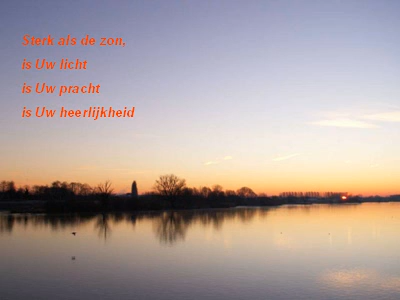 Sterk als de zon,
is Uw licht
is Uw pracht
is Uw heerlijkheid